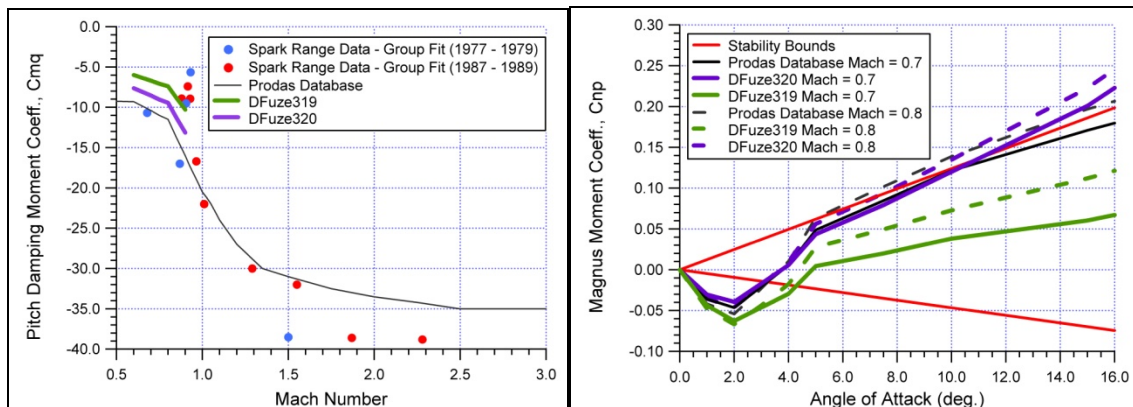 0.0
-5.0
-10.0
-15.0
-20.0
-25.0
-30.0
-35.0
-40.0
Pitch Damping Moment Coeff., Cmq
Spark Range Data - Group Fit (1977 - 1979)
Spark Range Data - Group Fit (1987 - 1989)
Prodas Database
DFuze319
DFuze320
0.5 1.0 1.5 2.0 2.5 3.0
Mach Number
0.30
0.25
0.20
0.15
0.10
0.05
0.00
-0.05
-0.10
Magnus Moment Coeff., Cnp
Stability Bounds
Prodas Database Mach = 0.7
DFuze320 Mach = 0.7
DFuze319 Mach = 0.7
Prodas Database Mach = 0.8
DFuze319 Mach = 0.8
DFuze320 Mach = 0.8
0.0 2.0 4.0 6.0 8.0 10.0 12.0 14.0 16.0
Angle of Attack (deg.)